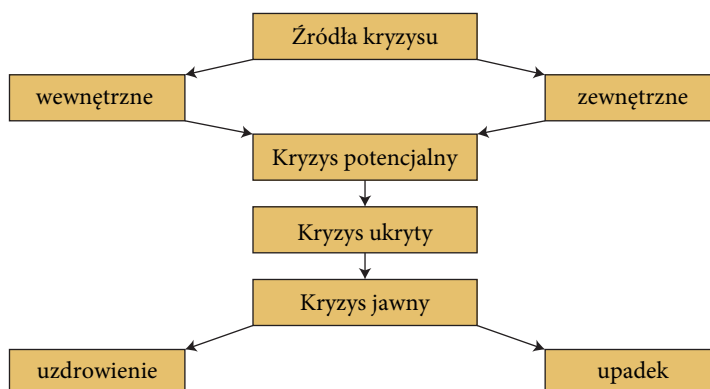 Źródła kryzysu
wewnętrzne
zewnętrzne
Kryzys potencjalny
Kryzys ukryty
Kryzys jawny
uzdrowienie
upadek